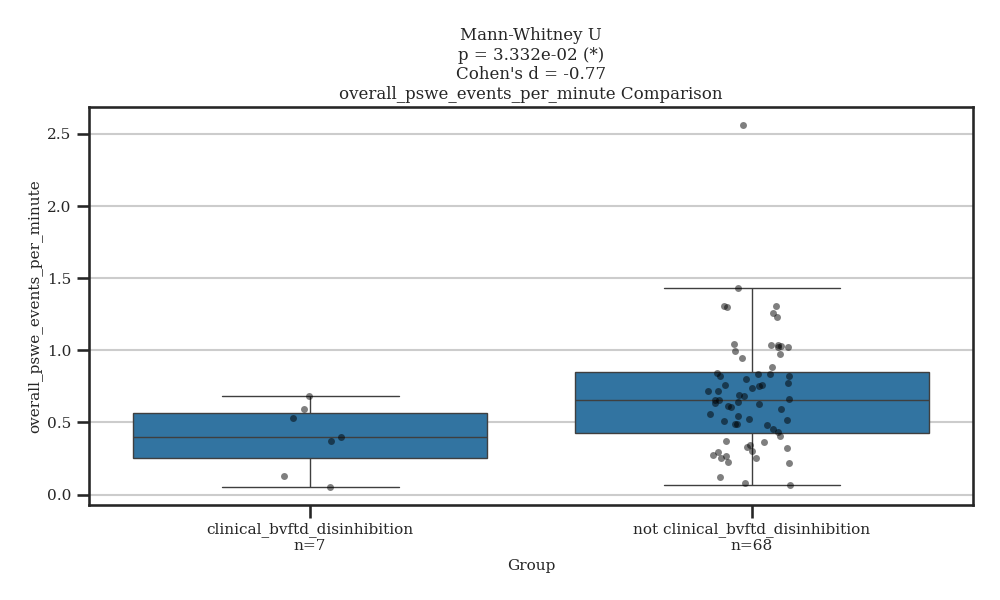 Mann-Whitney U
p = 3.332e-02 (*)
Cohen's d = -0.77
overall_pswe_events_per_minute Comparison
overall_pswe_events_per_minute
2.5
2.0
1.5
1.0
0.5
0.0
clinical_bvftd_disinhibition
n=7
not clinical_bvftd_disinhibition
n=68
Group